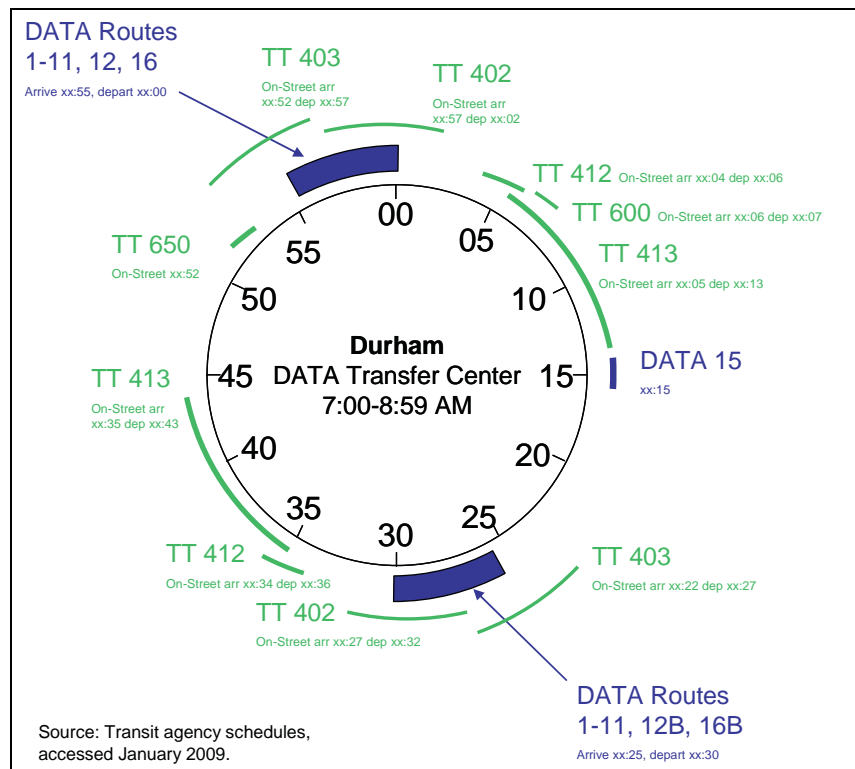 DATA Routes
1-11, 12, 16
Arrive xx:55, depart xx:00
TT 403
On-Street arr
xx:52 dep xx:57
TT 402
On-Street arr
xx:57 dep xx:02
TT 412 On-Street arr xx:04 dep xx:06
TT 600 On-Street arr xx:06 dep xx:07
TT 413
On-Street arr xx:05 dep xx:13
TT 650
On-Street xx:52
00
05
10
15
20
25
30
35
40
45
50
55
Durham
DATA Transfer Center
7:00-8:59 AM
DATA 15
xx:15
TT 413
On-Street arr
xx:35 dep xx:43
TT 412
On-Street arr xx:34 dep xx:36
TT 402
On-Street arr xx:27 dep xx:32
TT 403
On-Street arr xx:22 dep xx:27
DATA Routes
1-11, 12B, 16B
Arrive xx:25, depart xx:30
Source: Transit agency schedules,
accessed January 2009.